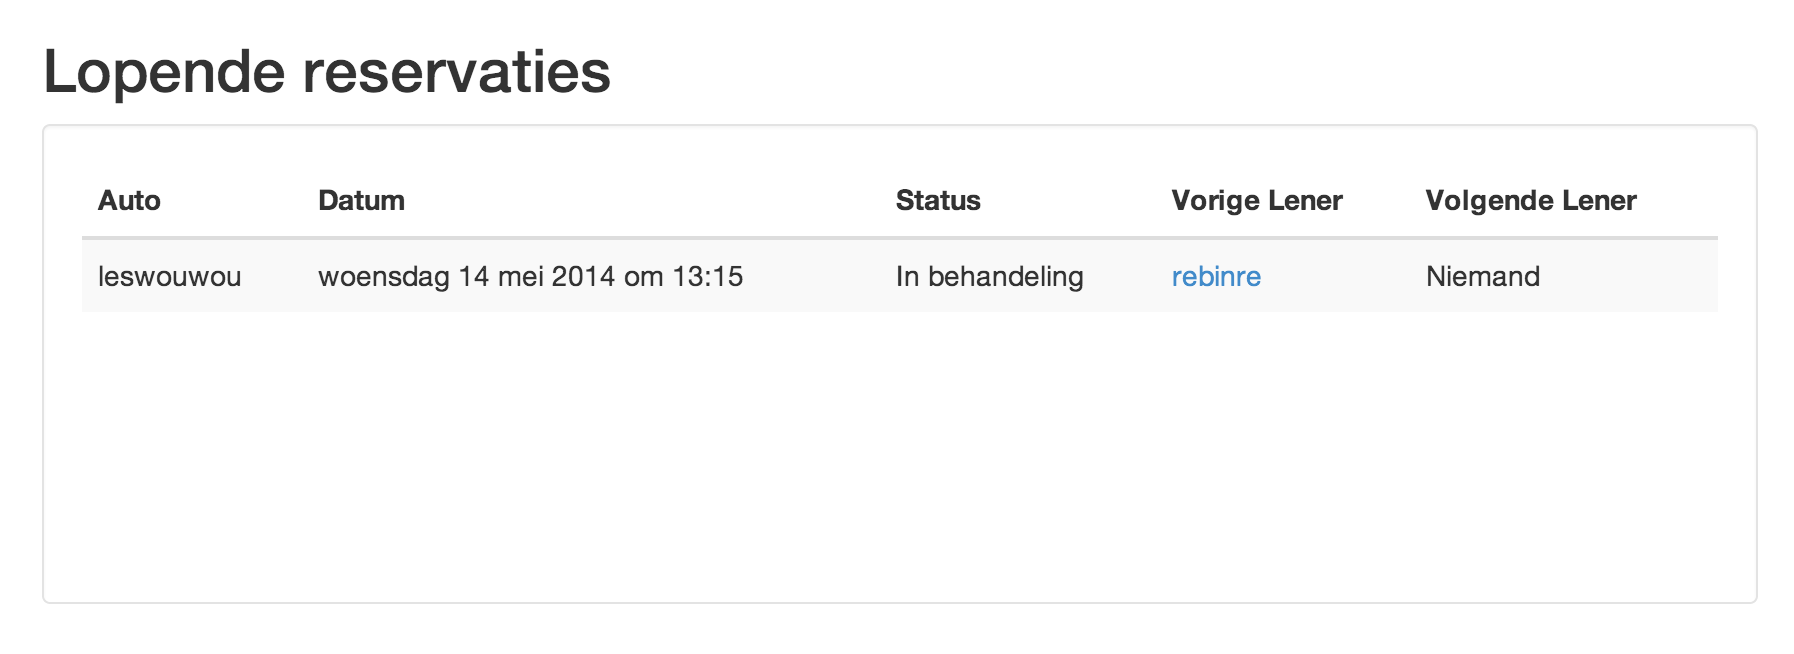 Lopende reservaties
Auto Datum Status Vorige Lener Volgende Lener
leswouwou woensdag 14 mei 2014 om 13:15 In behandeling rebinre Niemand